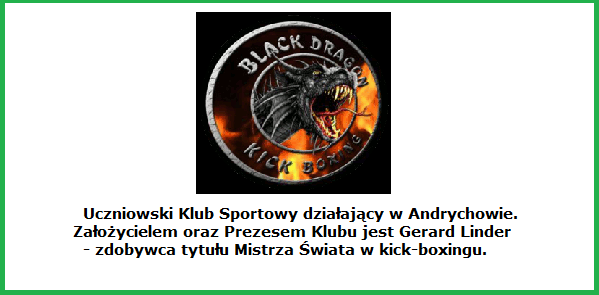 BLACK DRAGON
KICK BOXING
Uczniowski Klub Sportowy działający w Andrychowie.
Założycielem oraz Prezesem Klubu jest Gerard Linder
- zdobywca tytułu Mistrza Świata w kick-boxingu.